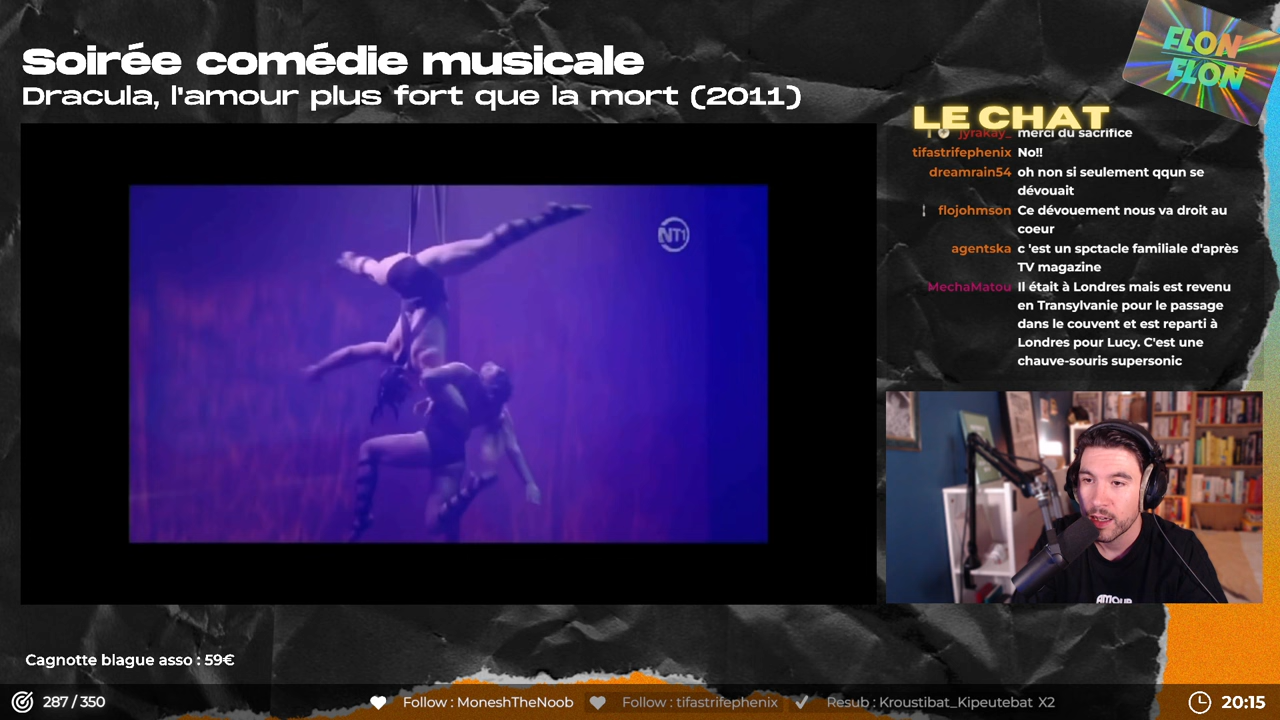 Soirée comédie musicale
Dracula, l'amour plus fort que la mort (2011)
FLON
FLON
LE CHAT
jyrakay_ merci du sacrifice
tifastrifephenix No!!
dreamrain54 oh non si seulement qqun se
dévouait
flojohmson Ce dévouement nous va droit au
coeur
agentska c 'est un spctacle familiale d'après
TV magazine
MechaMatou Il était à Londres mais est revenu
en Transylvanie pour le passage
dans le couvent et est reparti à
Londres pour Lucy. C'est une
chauve-souris supersonic
NT1
AMOUR
Cagnotte blague asso : 59€
287 / 350
Follow : MoneshTheNoob
Follow : tifastrifephenix
Resub : Kroustibat_Kipeutebat X2
20:15